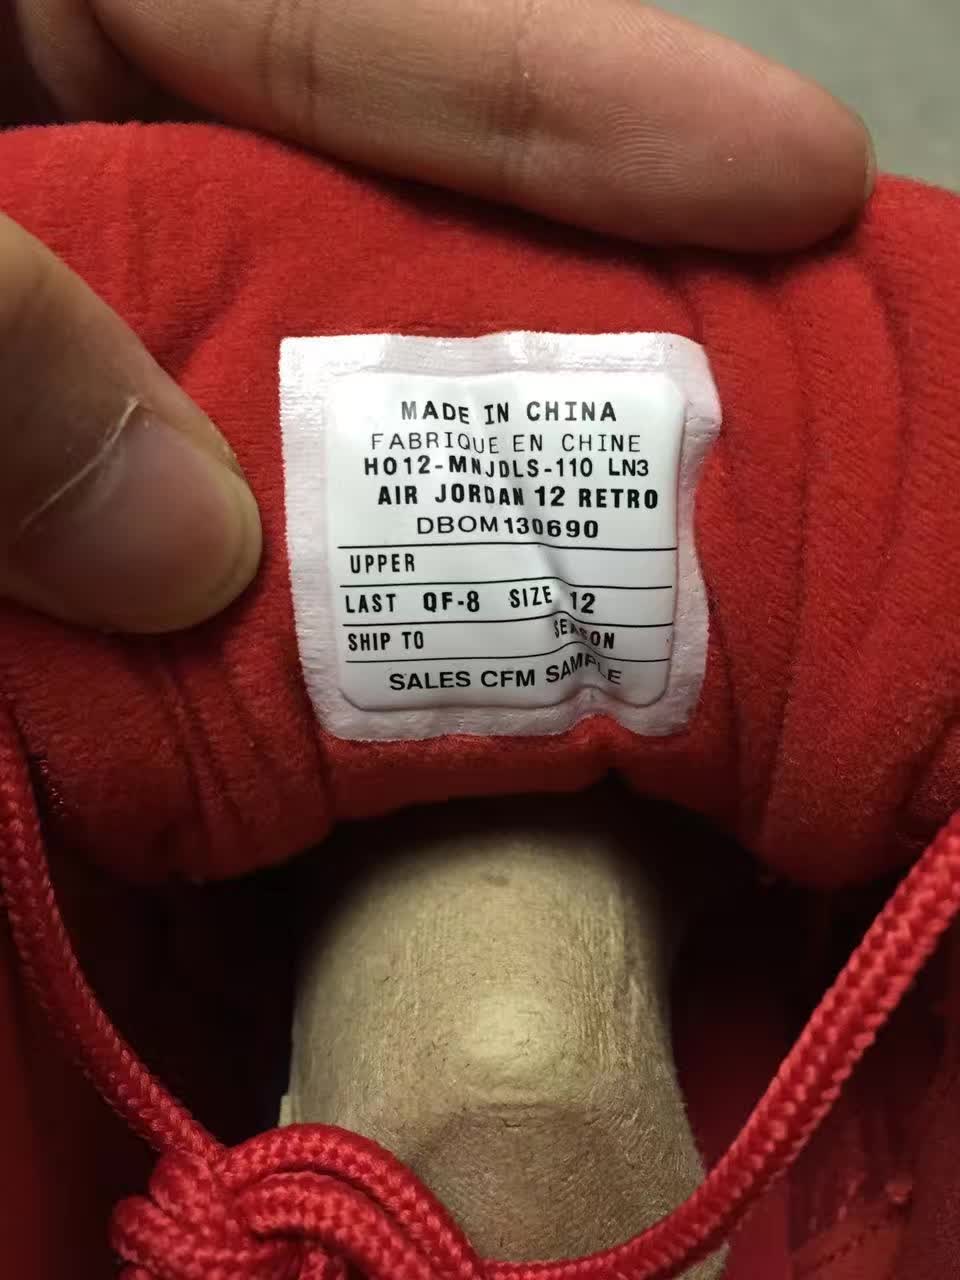 MADE IN CHINA
FABRIQUE EN CHINE
HO12-MNJDLS-110 LN3
AIR JORDAN 12 RETRO
DBOM130690
UPPER
LAST QF-8 SIZE 12
SHIP TO SEASON
SALES CFM SAMPLE